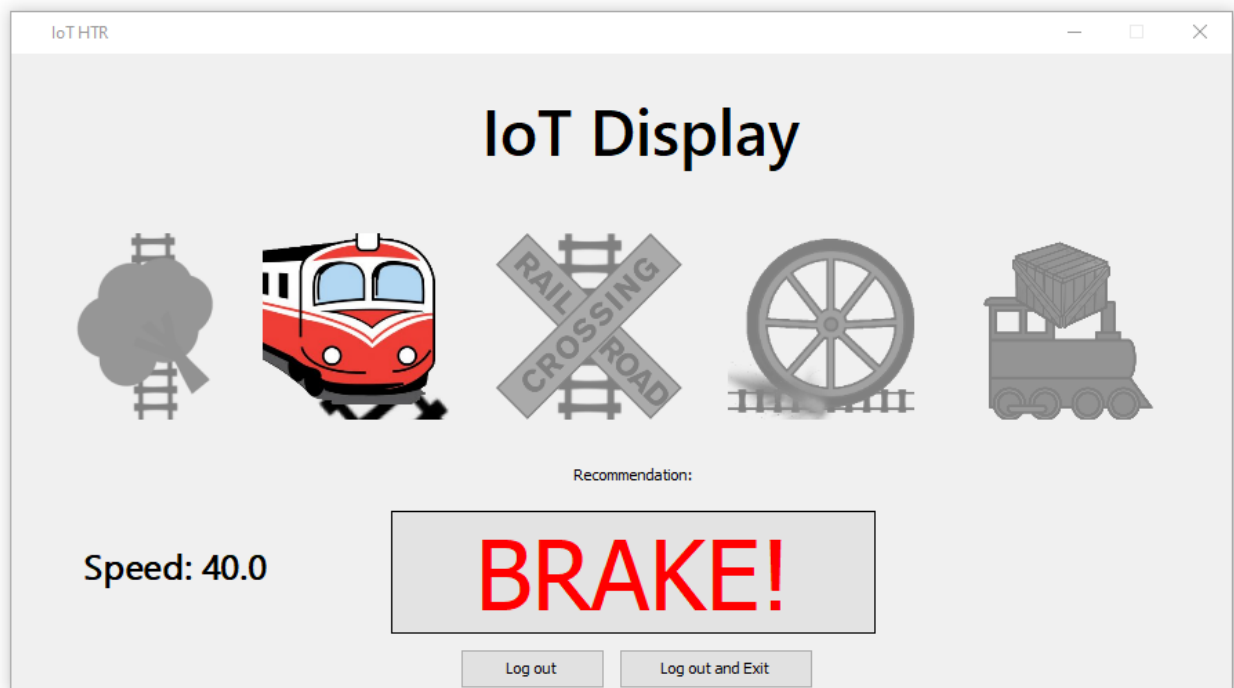 IoT HTR
IoT Display
RAIL
CROSSING
ROAD
Recommendation:
Speed: 40.0
BRAKE!
Log out
Log out and Exit